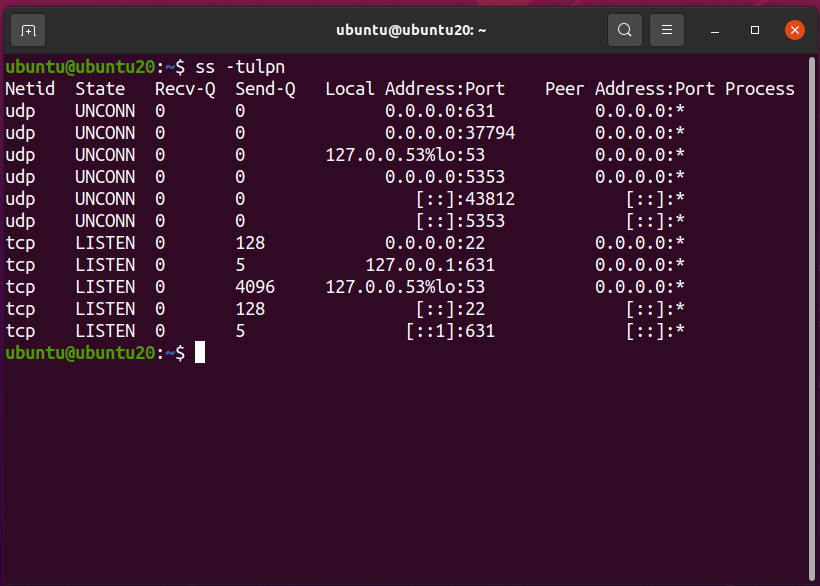 ubuntu@ubuntu20: ~
ubuntu@ubuntu20:~$ ss -tulpn
Netid  State   Recv-Q  Send-Q   Local Address:Port    Peer Address:Port Process
udp    UNCONN  0       0              0.0.0.0:631          0.0.0.0:*
udp    UNCONN  0       0              0.0.0.0:37794        0.0.0.0:*
udp    UNCONN  0       0        127.0.0.53%lo:53           0.0.0.0:*
udp    UNCONN  0       0              0.0.0.0:5353         0.0.0.0:*
udp    UNCONN  0       0                 [::]:43812           [::]:*
udp    UNCONN  0       0                 [::]:5353            [::]:*
tcp    LISTEN  0       128            0.0.0.0:22           0.0.0.0:*
tcp    LISTEN  0       5            127.0.0.1:631          0.0.0.0:*
tcp    LISTEN  0       4096     127.0.0.53%lo:53           0.0.0.0:*
tcp    LISTEN  0       128               [::]:22              [::]:*
tcp    LISTEN  0       5                [::1]:631             [::]:*
ubuntu@ubuntu20:~$